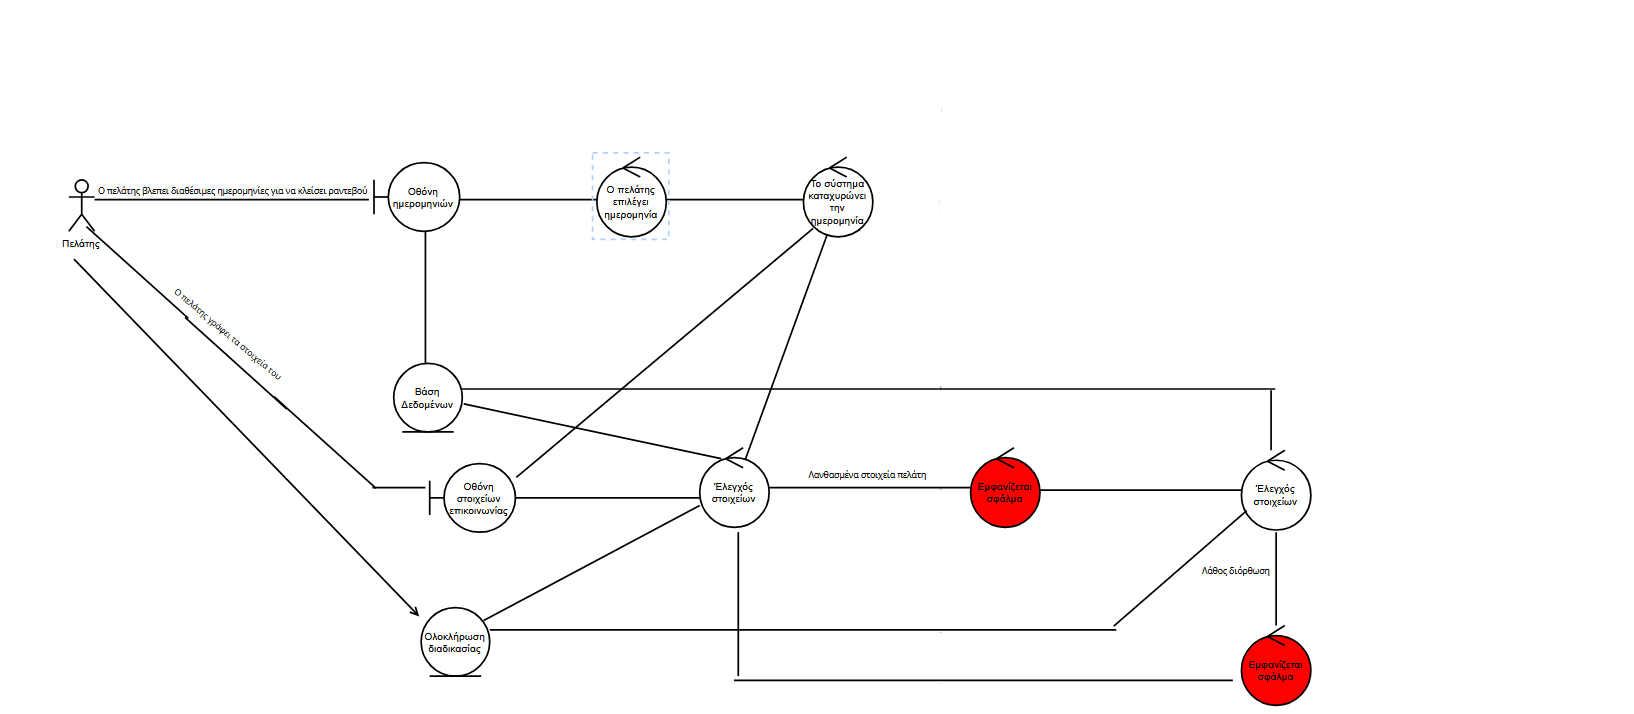 Ο πελάτης βλεπει διαθέσιμες ημερομηνίες για να κλείσει ραντεβού
Πελάτης
Οθόνη
ημερομηνιών
Ο πελάτης
επιλέγει
ημερομηνία
Το σύστημα
καταχυρώνει
την
ημερομηνία
Ο πελάτης γράφει τα στοιχεία του
Βάση
Δεδομένων
Οθόνη
στοιχείων
επικοινωνίας
Έλεγχός
στοιχείων
Λανθασμένα στοιχεία πελάτη
Εμφανίζεται
σφάλμα
Έλεγχός
στοιχείων
Λάθος διόρθωση
Ολοκλήρωση
διαδικασίας
Εμφανίζεται
σφάλμα